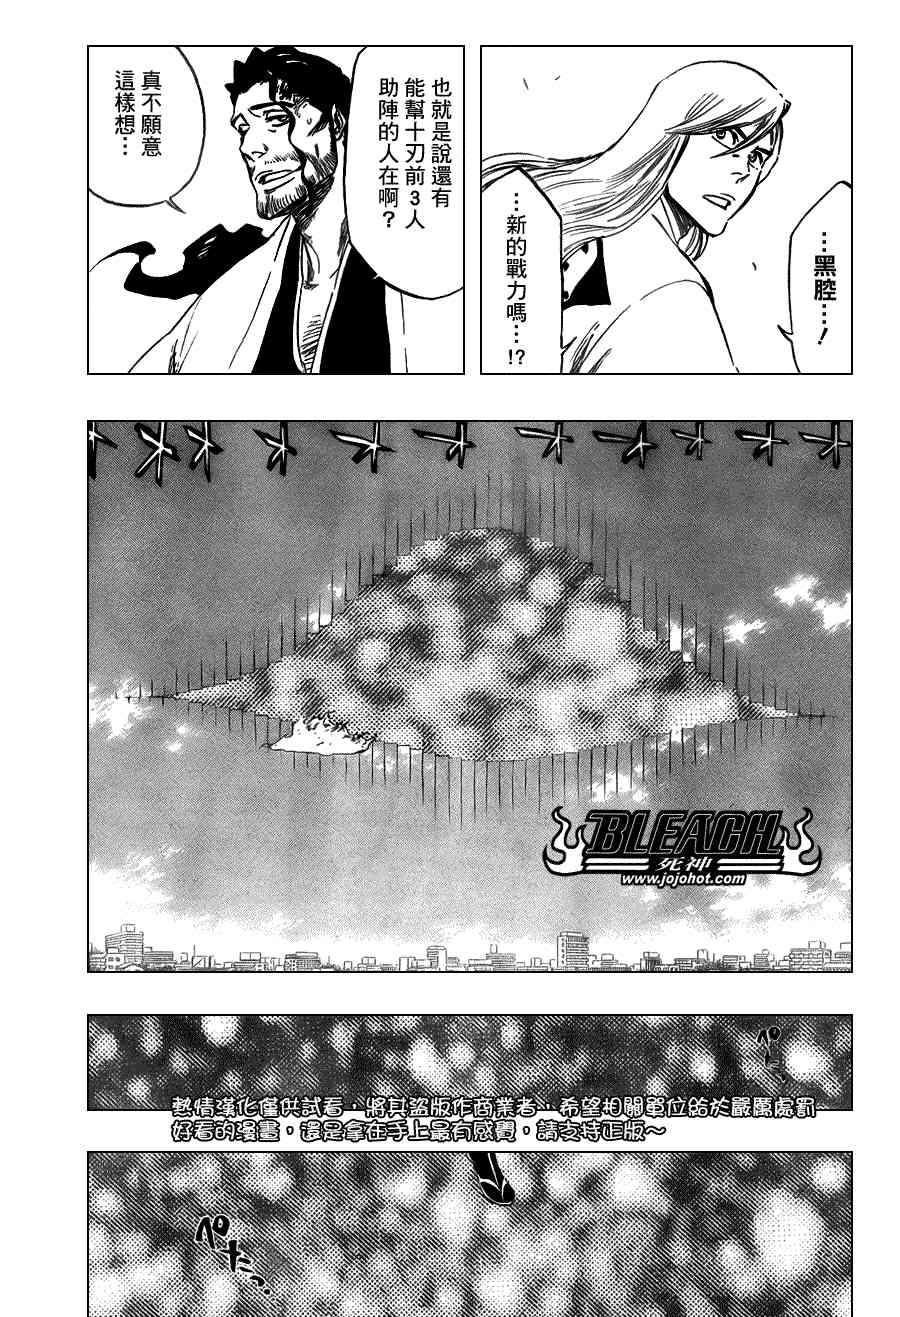 …黑腔…！
…新的戰力嗎…!?
也就是說還有
能幫十刃前3人
助陣的人在啊？
真不願意
這樣想…
BLEACH
死神
www.jojohot.com
ペ
た
熱情漢化僅供試看，將其盜版作商業者，希望相關單位給於嚴厲處罰
好看的漫畫，還是拿在手上最有感覺，請支持正版～
ペたっ